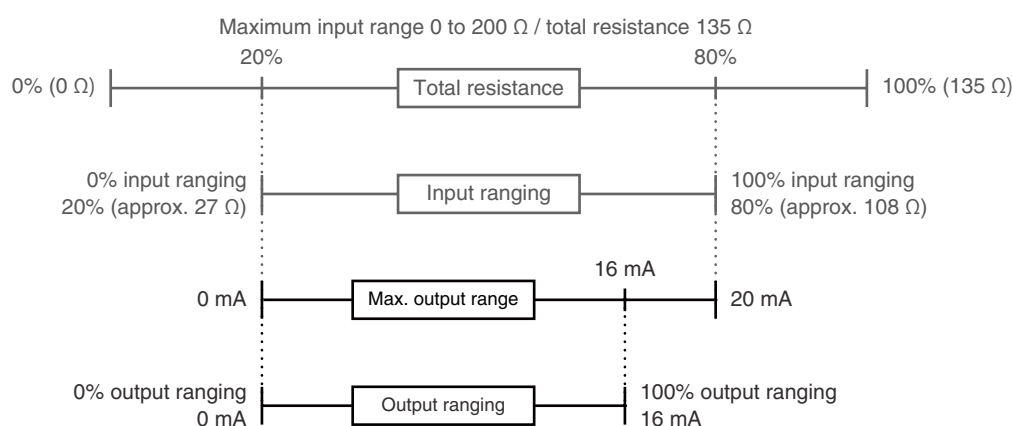 Maximum input range 0 to 200 Ω / total resistance 135 Ω
20%
80%
0% (0 Ω)
Total resistance
100% (135 Ω)
0% input ranging
20% (approx. 27 Ω)
Input ranging
100% input ranging
80% (approx. 108 Ω)
16 mA
0 mA
Max. output range
20 mA
0% output ranging
0 mA
Output ranging
100% output ranging
16 mA